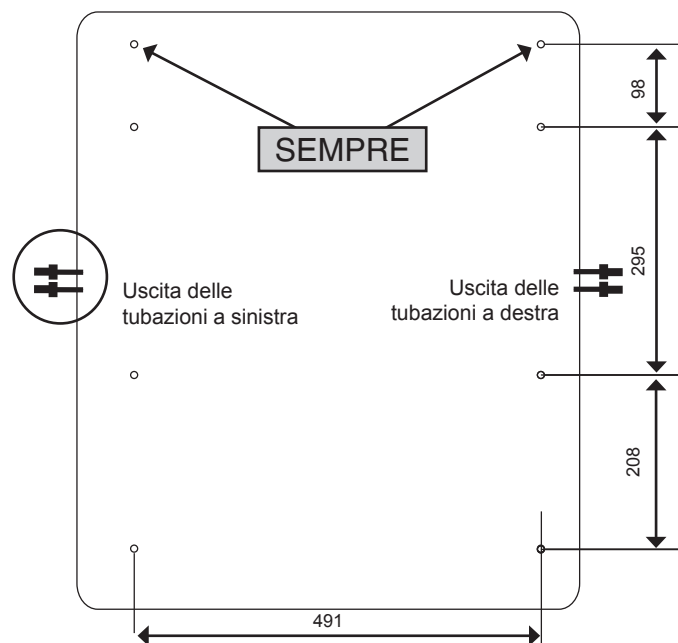 98
SEMPRE
295
Uscita delle
tubazioni a sinistra
Uscita delle
tubazioni a destra
208
491